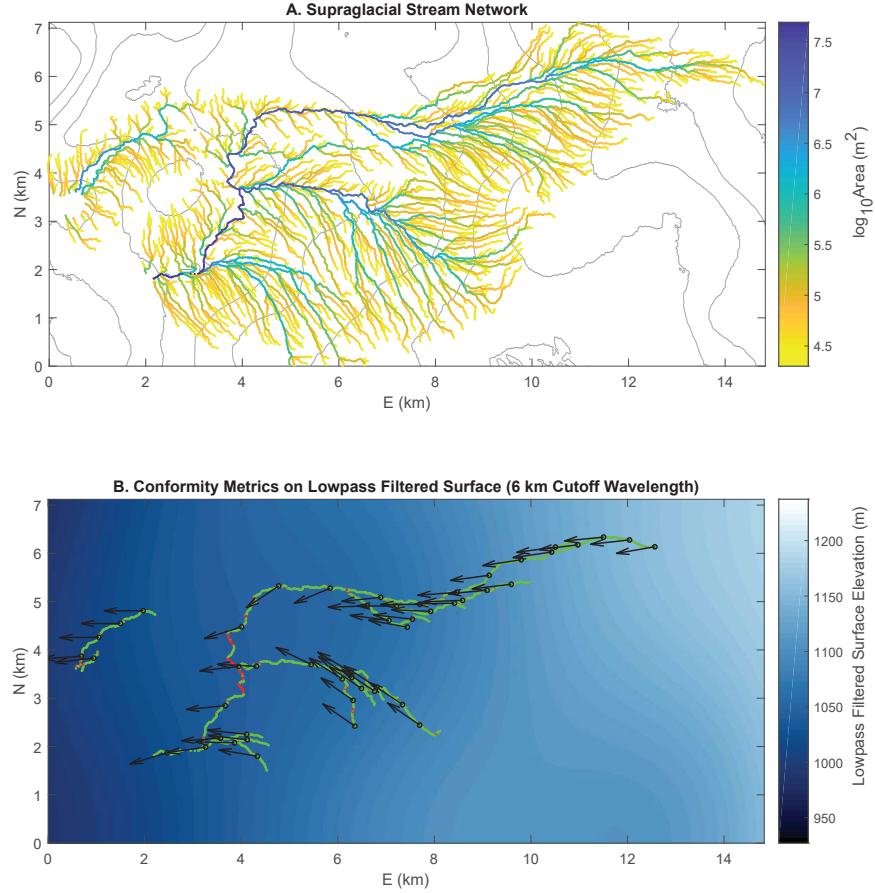 A. Supraglacial Stream Network
7
6
5
4
3
2
1
0
N (km)
0 2 4 6 8 10 12 14
E (km)
7.5
7
6.5
6
5.5
5
4.5
log10Area (m2)
B. Conformity Metrics on Lowpass Filtered Surface (6 km Cutoff Wavelength)
7
6
5
4
3
2
1
0
N (km)
0 2 4 6 8 10 12 14
E (km)
1200
1150
1100
1050
1000
950
Lowpass Filtered Surface Elevation (m)